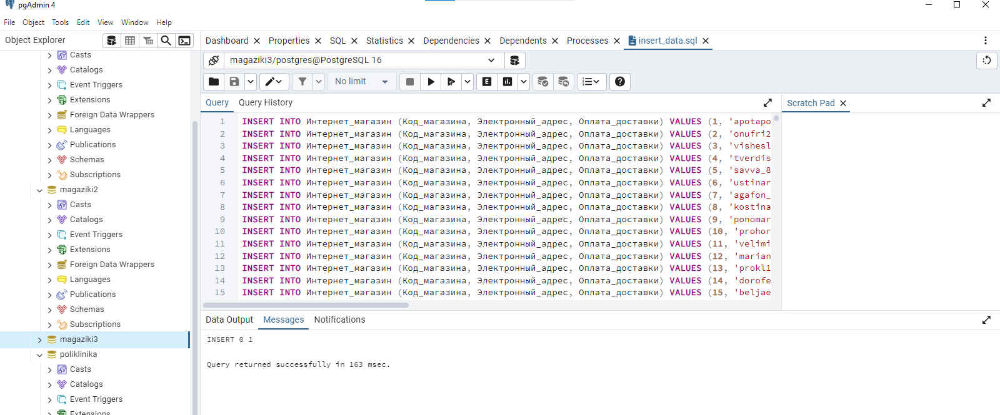 pgAdmin 4
File Object Tools Edit View Window Help
Object Explorer
Casts
Catalogs
Event Triggers
Extensions
Foreign Data Wrappers
Languages
Publications
Schemas
Subscriptions
magaziki2
Casts
Catalogs
Event Triggers
Extensions
Foreign Data Wrappers
Languages
Publications
Schemas
Subscriptions
magaziki3
poliklinika
Casts
Catalogs
Event Triggers
Extensions
Dashboard Properties SQL Statistics Dependencies Dependents Processes insert_data.sql
magaziki3/postgres@PostgreSQL 16
No limit
Query Query History
Scratch Pad
1 INSERT INTO Интернет_магазин (Код_магазина, Электронный_адрес, Оплата_доставки) VALUES (1, 'apotapo
2 INSERT INTO Интернет_магазин (Код_магазина, Электронный_адрес, Оплата_доставки) VALUES (2, 'onufri2
3 INSERT INTO Интернет_магазин (Код_магазина, Электронный_адрес, Оплата_доставки) VALUES (3, 'vishesl
4 INSERT INTO Интернет_магазин (Код_магазина, Электронный_адрес, Оплата_доставки) VALUES (4, 'tverdis
5 INSERT INTO Интернет_магазин (Код_магазина, Электронный_адрес, Оплата_доставки) VALUES (5, 'savva_8
6 INSERT INTO Интернет_магазин (Код_магазина, Электронный_адрес, Оплата_доставки) VALUES (6, 'ustinar
7 INSERT INTO Интернет_магазин (Код_магазина, Электронный_адрес, Оплата_доставки) VALUES (7, 'agafon_
8 INSERT INTO Интернет_магазин (Код_магазина, Электронный_адрес, Оплата_доставки) VALUES (8, 'kostina
9 INSERT INTO Интернет_магазин (Код_магазина, Электронный_адрес, Оплата_доставки) VALUES (9, 'ponomar
10 INSERT INTO Интернет_магазин (Код_магазина, Электронный_адрес, Оплата_доставки) VALUES (10, 'prohor
11 INSERT INTO Интернет_магазин (Код_магазина, Электронный_адрес, Оплата_доставки) VALUES (11, 'velimi
12 INSERT INTO Интернет_магазин (Код_магазина, Электронный_адрес, Оплата_доставки) VALUES (12, 'marian
13 INSERT INTO Интернет_магазин (Код_магазина, Электронный_адрес, Оплата_доставки) VALUES (13, 'prokl1
14 INSERT INTO Интернет_магазин (Код_магазина, Электронный_адрес, Оплата_доставки) VALUES (14, 'dorofe
15 INSERT INTO Интернет_магазин (Код_магазина, Электронный_адрес, Оплата_доставки) VALUES (15, 'beljae
Data Output Messages Notifications
INSERT 0 1
Query returned successfully in 163 msec.